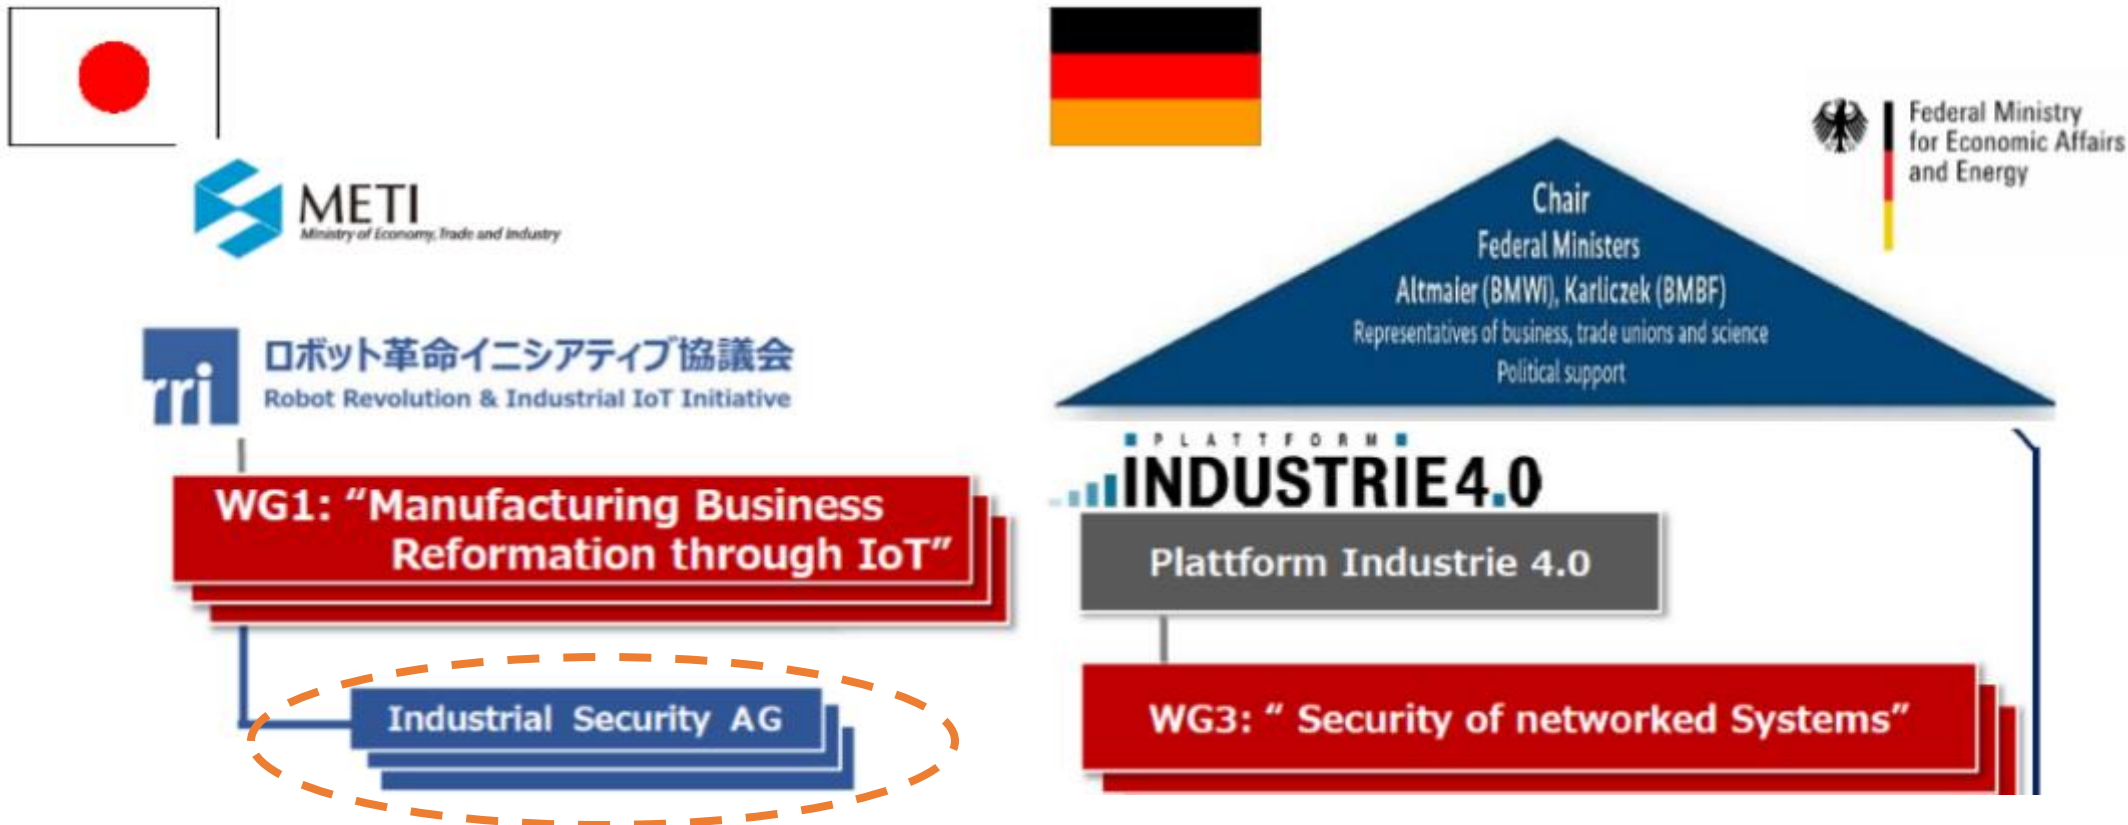 METI
Ministry of Economy, Trade and Industry
rri
ロボット革命イニシアティブ協議会
Robot Revolution & Industrial IoT Initiative
WG1: “Manufacturing Business
Reformation through IoT”
Industrial Security AG
Federal Ministry
for Economic Affairs
and Energy
Chair
Federal Ministers
Altmaier (BMWi), Karliczek (BMBF)
Representatives of business, trade unions and science
Political support
PLATTFORM
INDUSTRIE4.0
Plattform Industrie 4.0
WG3: “ Security of networked Systems”